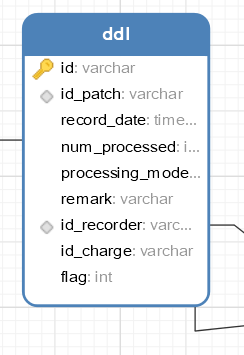 ddl
id: varchar
id_patch: varchar
record_date: time...
num_processed: i...
processing_mode...
remark: varchar
id_recorder: varc...
id_charge: varchar
flag: int